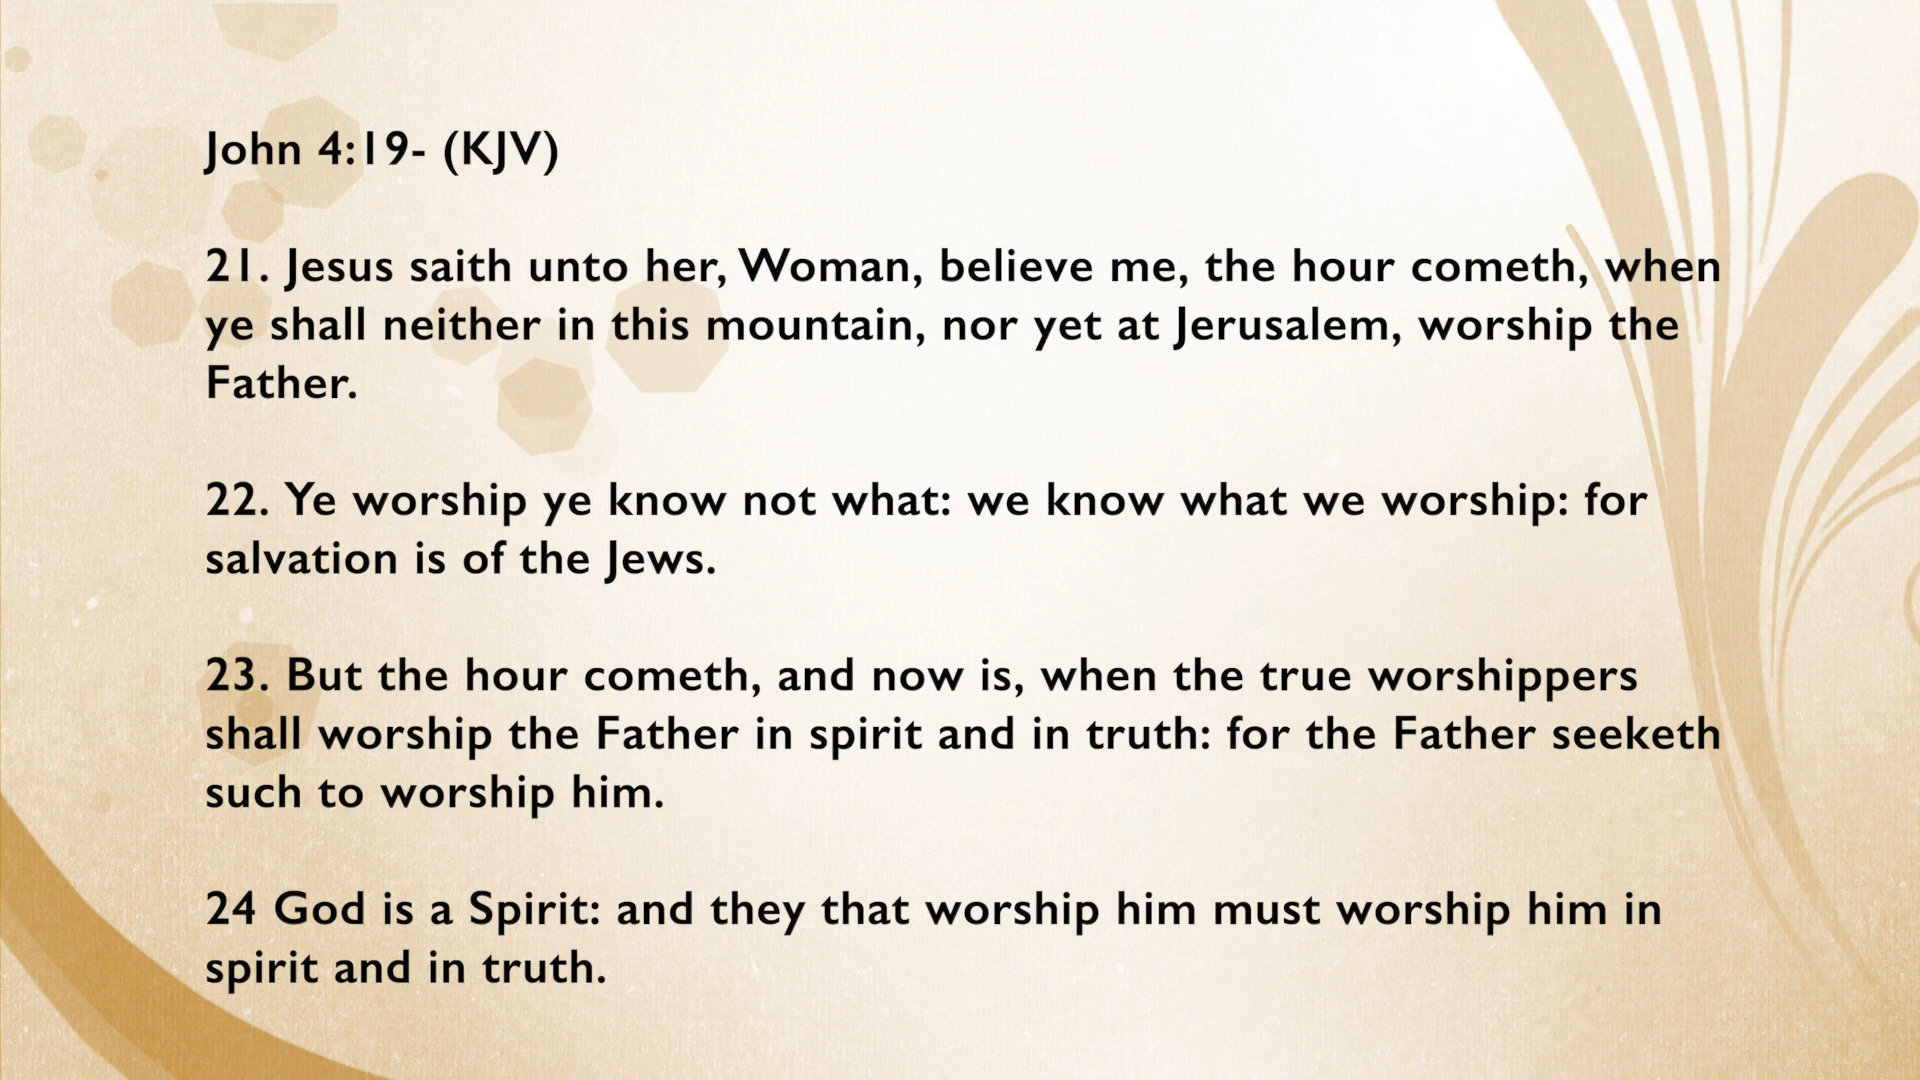 John 4:19- (KJV)
21. Jesus saith unto her, Woman, believe me, the hour cometh, when
ye shall neither in this mountain, nor yet at Jerusalem, worship the
Father.
22. Ye worship ye know not what: we know what we worship: for
salvation is of the Jews.
23. But the hour cometh, and now is, when the true worshippers
shall worship the Father in spirit and in truth: for the Father seeketh
such to worship him.
24 God is a Spirit: and they that worship him must worship him in
spirit and in truth.